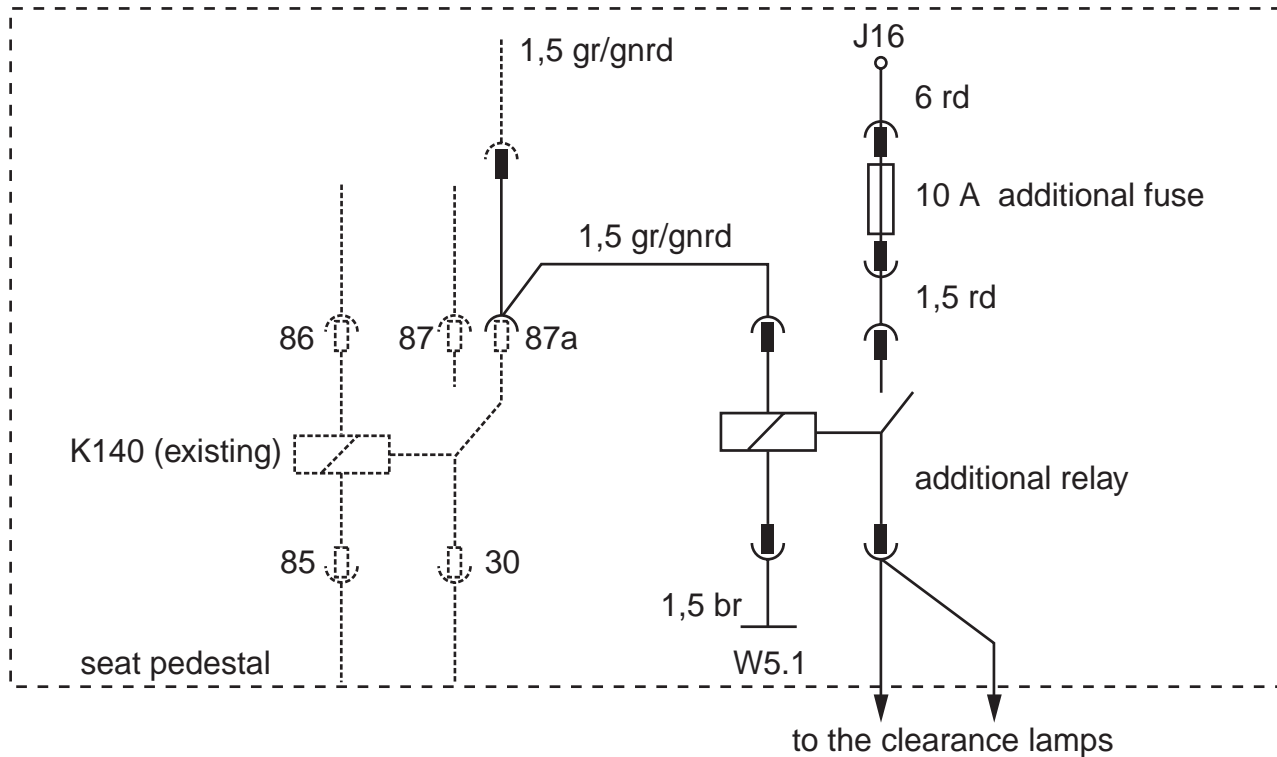 J16
1,5 gr/gnrd
6 rd
10 A additional fuse
1,5 gr/gnrd
1,5 rd
86
87
87a
K140 (existing)
additional relay
85
30
1,5 br
seat pedestal
W5.1
to the clearance lamps